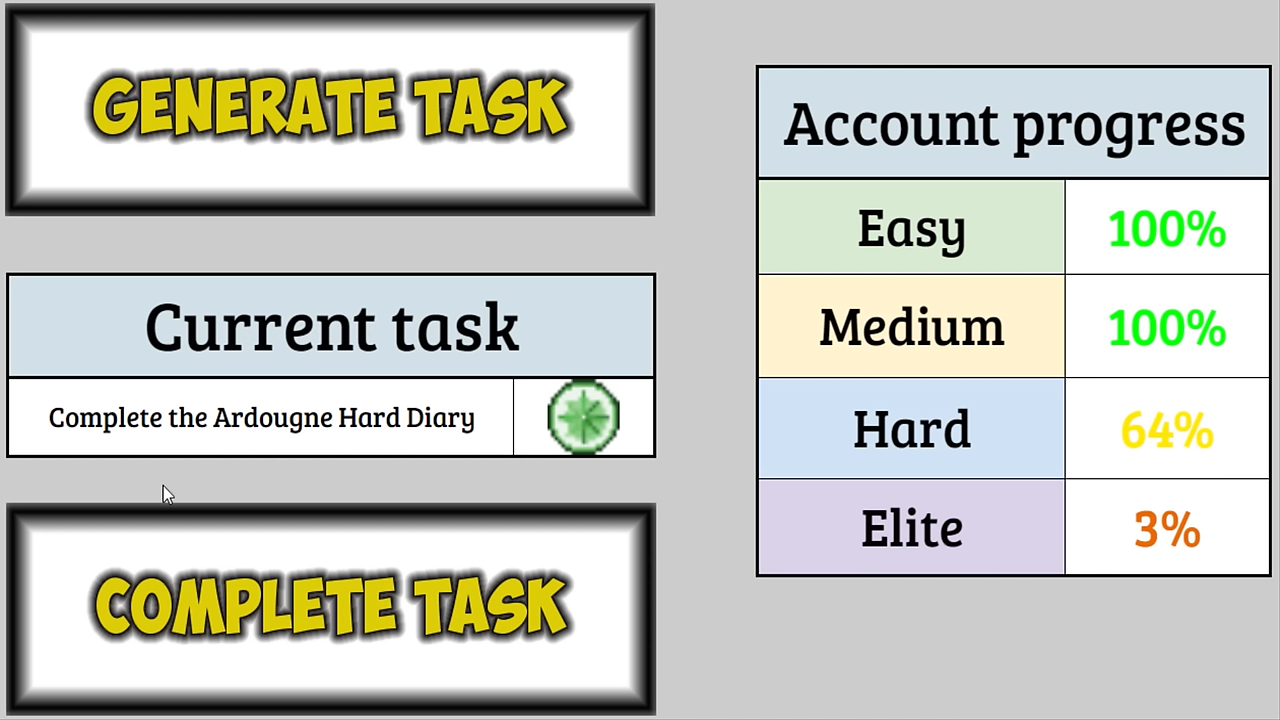 GENERATE TASK
Current task
Complete the Ardougne Hard Diary
COMPLETE TASK
Account progress
Easy 100%
Medium 100%
Hard 64%
Elite 3%